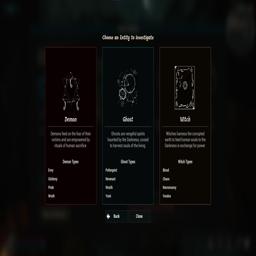 Choose an Entity to investigate
Demon
Demons feed on the fear of their
victims and are empowered by
rituals of human sacrifice
Demon Types
Envy
Gluttony
Pride
Wrath
Ghost
Ghosts are vengeful spirits
haunted by the Darkness, cursed
to harvest souls of the living
Ghost Types
Poltergeist
Revenant
Wraith
Yurei
Witch
Witches harness the corrupted
earth to feed human souls to the
Darkness in exchange for power
Witch Types
Blood
Chaos
Necromancy
Voodoo
Back
Close